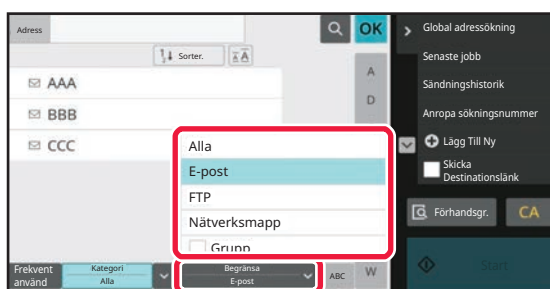 Adress
OK
Sorter.
AA
AAA
BBB
CCC
A
D
Alla
E-post
FTP
Nätverksmapp
Grupp
Frekvent
använd
Kategori
Alla
Begränsa
E-post
ABC
W
Global adressökning
Senaste jobb
Sändningshistorik
Anropa sökningsnummer
Lägg Till Ny
Skicka
Destinationslänk
Förhandsgr.
CA
Start